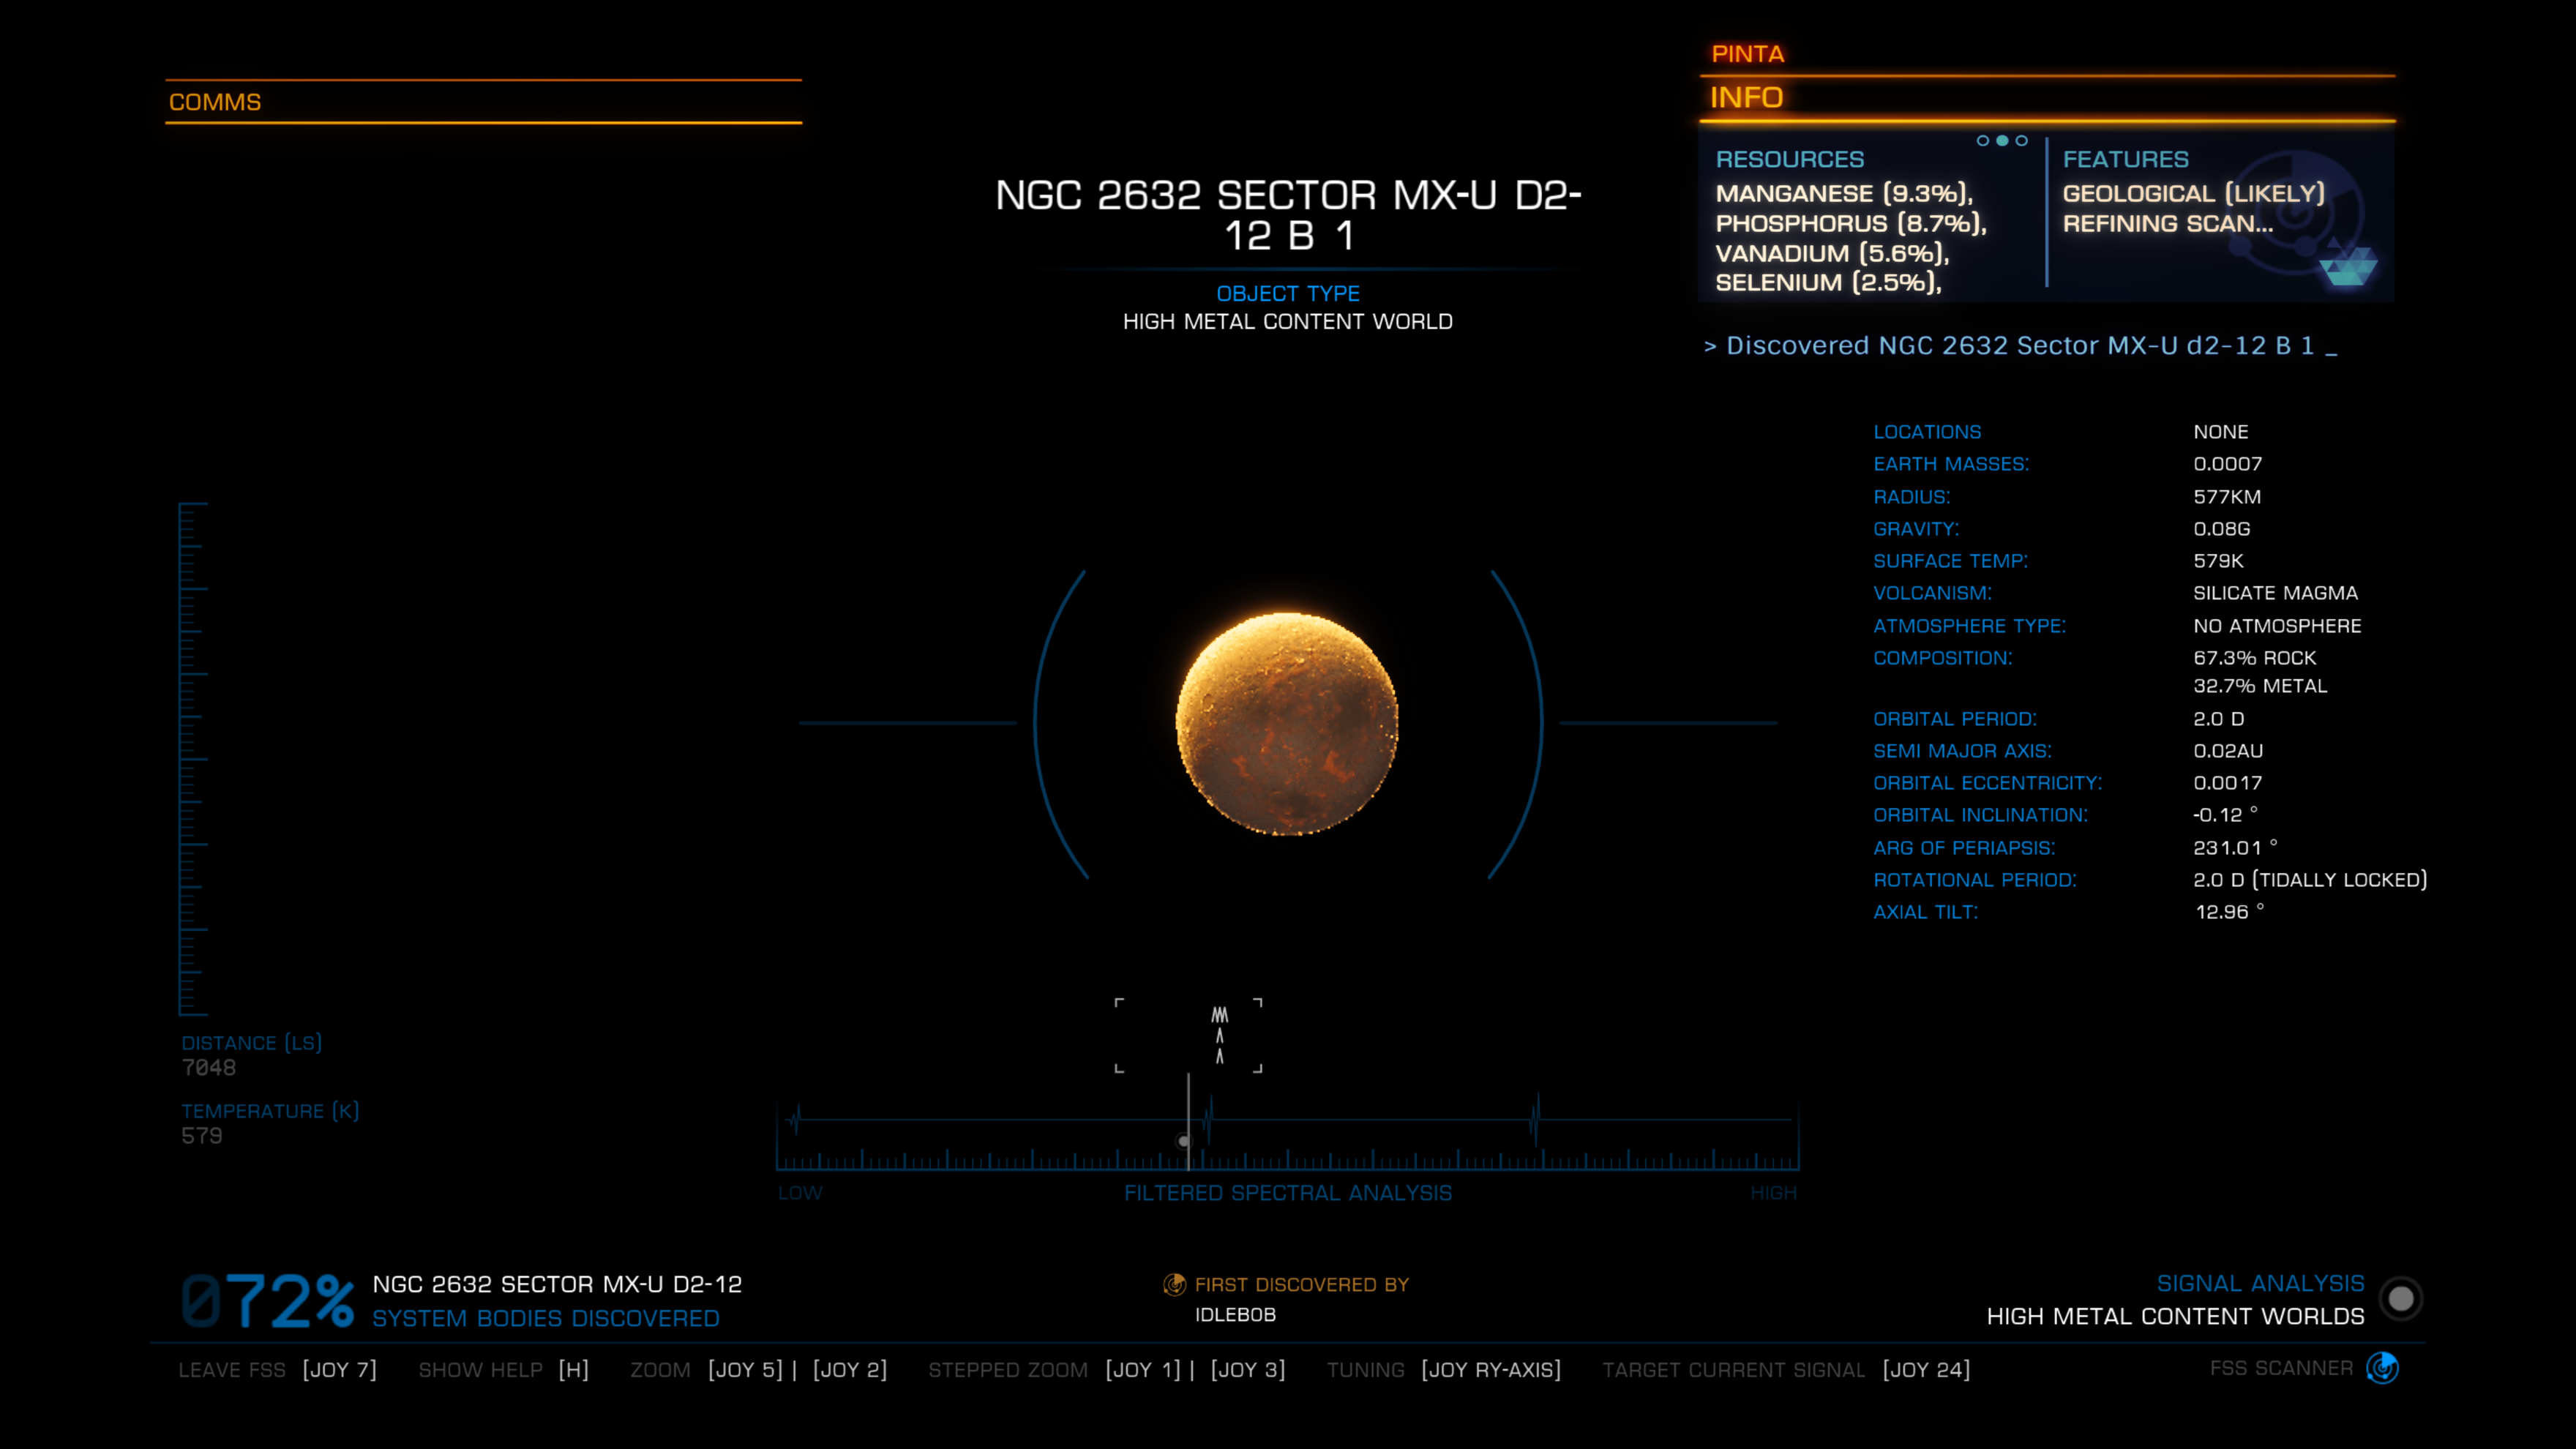 PINTA
COMMS
INFO
RESOURCES
MANGANESE (9.3%),
PHOSPHORUS (8.7%),
VANADIUM (5.6%),
SELENIUM (2.5%),
FEATURES
GEOLOGICAL (LIKELY)
REFINING SCAN...
NGC 2632 SECTOR MX-U D2-
12 B 1
OBJECT TYPE
HIGH METAL CONTENT WORLD
> Discovered NGC 2632 Sector MX-U d2-12 B 1 _
LOCATIONS NONE
EARTH MASSES: 0.0007
RADIUS: 577KM
GRAVITY: 0.08G
SURFACE TEMP: 579K
VOLCANISM: SILICATE MAGMA
ATMOSPHERE TYPE: NO ATMOSPHERE
COMPOSITION: 67.3% ROCK
32.7% METAL
ORBITAL PERIOD: 2.0 D
SEMI MAJOR AXIS: 0.02AU
ORBITAL ECCENTRICITY: 0.0017
ORBITAL INCLINATION: -0.12 °
ARG OF PERIAPSIS: 231.01 °
ROTATIONAL PERIOD: 2.0 D (TIDALLY LOCKED)
AXIAL TILT: 12.96 °
DISTANCE (LS)
7048
TEMPERATURE (K)
579
LOW FILTERED SPECTRAL ANALYSIS HIGH
072% NGC 2632 SECTOR MX-U D2-12
SYSTEM BODIES DISCOVERED
FIRST DISCOVERED BY
IDLEBOB
SIGNAL ANALYSIS
HIGH METAL CONTENT WORLDS
LEAVE FSS [JOY 7] SHOW HELP [H] ZOOM [JOY 5] | [JOY 2] STEPPED ZOOM [JOY 1] | [JOY 3] TUNING [JOY RY-AXIS] TARGET CURRENT SIGNAL [JOY 24] FSS SCANNER